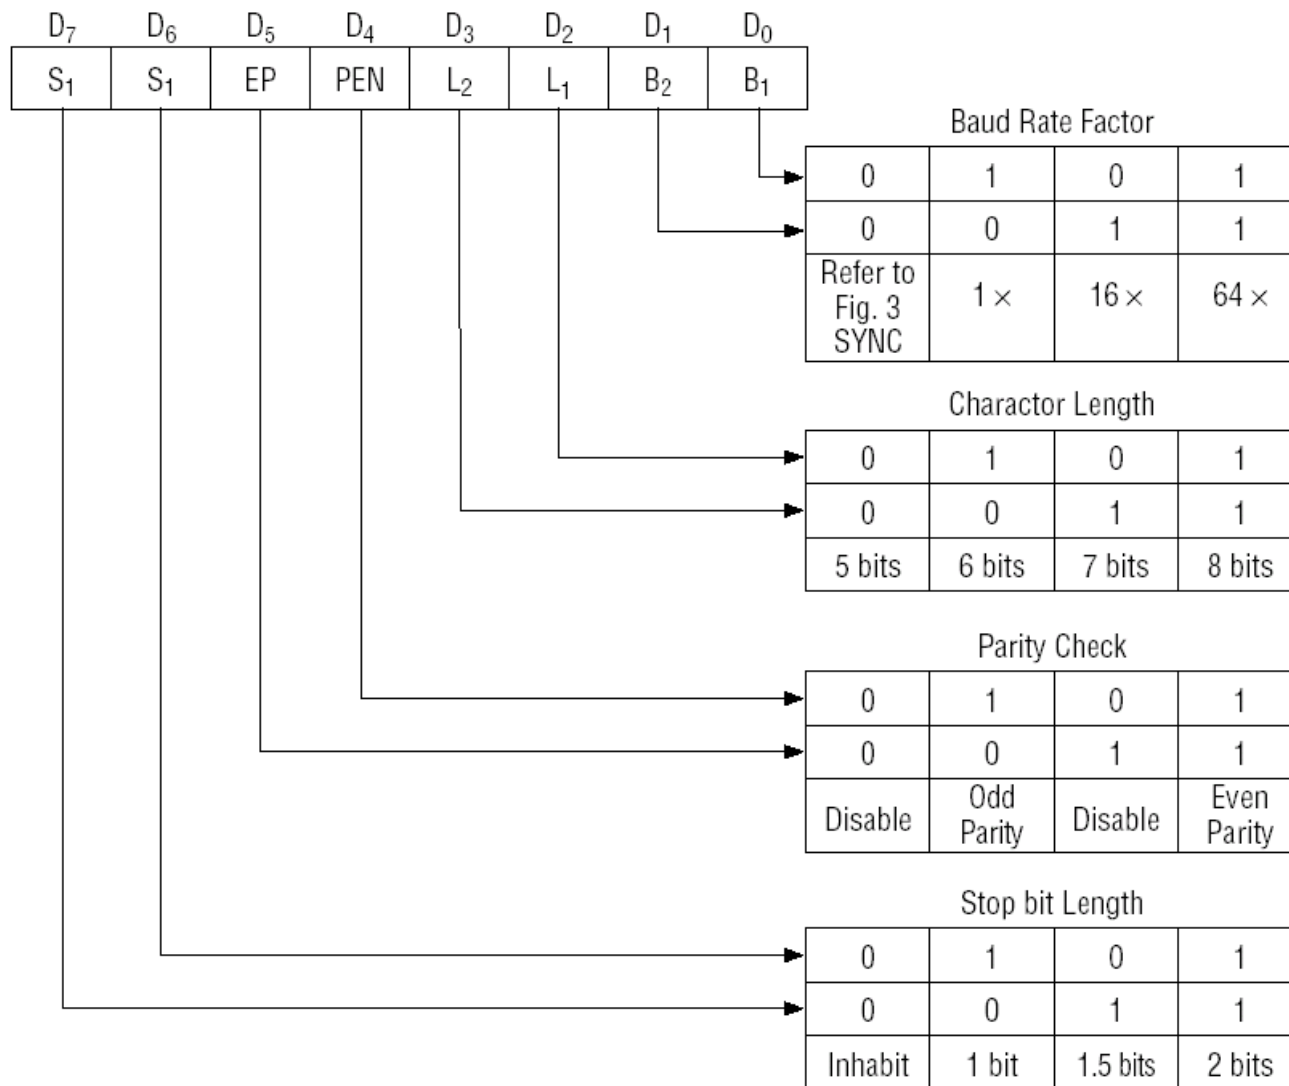 D7 D6 D5 D4 D3 D2 D1 D0
S1 S1 EP PEN L2 L1 B2 B1
Baud Rate Factor
0 1 0 1
0 0 1 1
Refer to
Fig. 3
SYNC
1 × 16 × 64 ×
Charactor Length
0 1 0 1
0 0 1 1
5 bits 6 bits 7 bits 8 bits
Parity Check
0 1 0 1
0 0 1 1
Disable
Odd
Parity
Disable
Even
Parity
Stop bit Length
0 1 0 1
0 0 1 1
Inhabit 1 bit 1.5 bits 2 bits